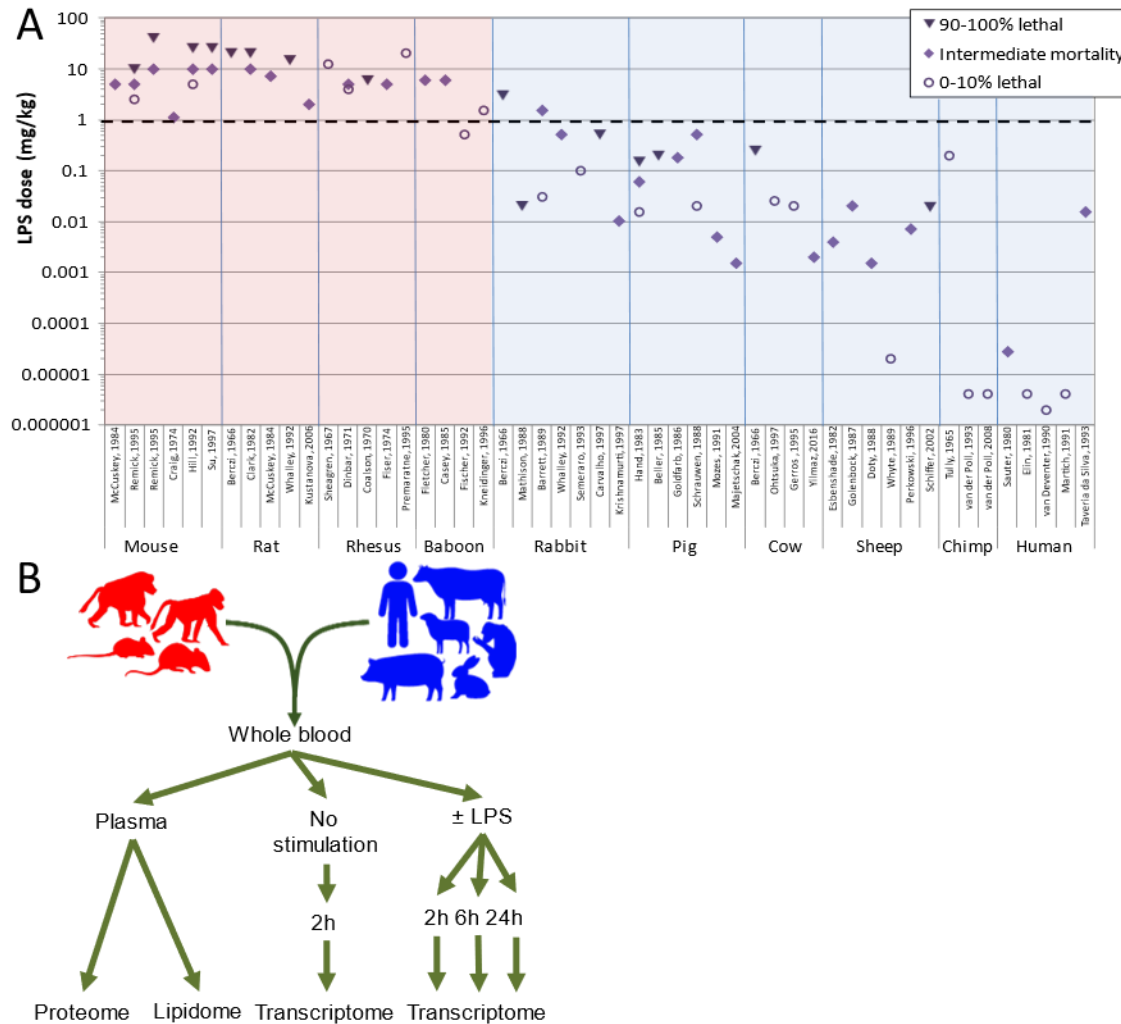 A
LPS dose (mg/kg)
100
10
1
0.1
0.01
0.001
0.0001
0.00001
0.000001
90-100% lethal
Intermediate mortality
0-10% lethal
McCuskey, 1984
Remick, 1995
Remick, 1995
Craig, 1974
Hill, 1992
Su, 1997
Berczi, 1966
Clark, 1982
McCuskey, 1984
Whalley, 1992
Kustanova, 2006
Sheagren, 1967
Dinbar, 1971
Coalson, 1970
Fiser, 1974
Premaratne, 1995
Fletcher, 1980
Casey, 1985
Fischer, 1992
Kneidinger, 1996
Berczi, 1966
Mathison, 1988
Barrett, 1989
Whalley, 1992
Semeraro, 1993
Carvalho, 1997
Krishnamurti, 1997
Hand, 1983
Beller, 1985
Goldfarb, 1986
Schrauwen, 1988
Mozes, 1991
Majetschak, 2004
Berczi, 1966
Ohtsuka, 1997
Gerros, 1995
Yilmaz, 2016
Esbenshade, 1982
Golenbock, 1987
Doty, 1988
Whyte, 1989
Perkowski, 1996
Schiffer, 2002
Tully, 1965
van der Poll, 1993
van der Poll, 2008
Sauter, 1980
Elin, 1981
van Deventer, 1990
Martich, 1991
Taveria da Silva, 1993
Mouse Rat Rhesus Baboon Rabbit Pig Cow Sheep Chimp Human
B
Whole blood
Plasma
No
stimulation
± LPS
2h
2h 6h 24h
Proteome Lipidome Transcriptome Transcriptome